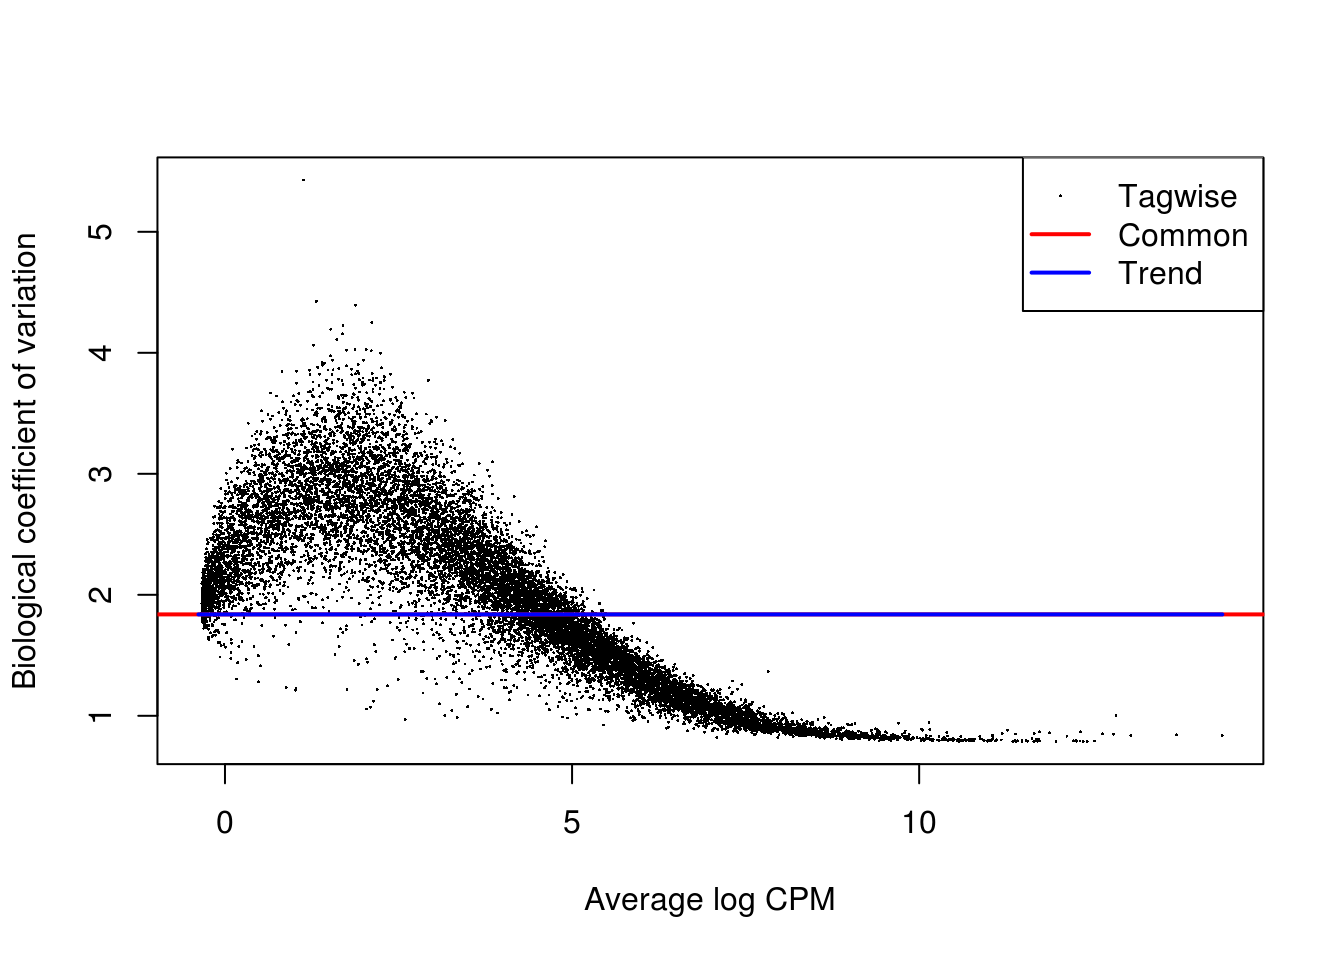 Tagwise
Common
Trend
Biological coefficient of variation
5
4
3
2
1
0
5
10
Average log CPM